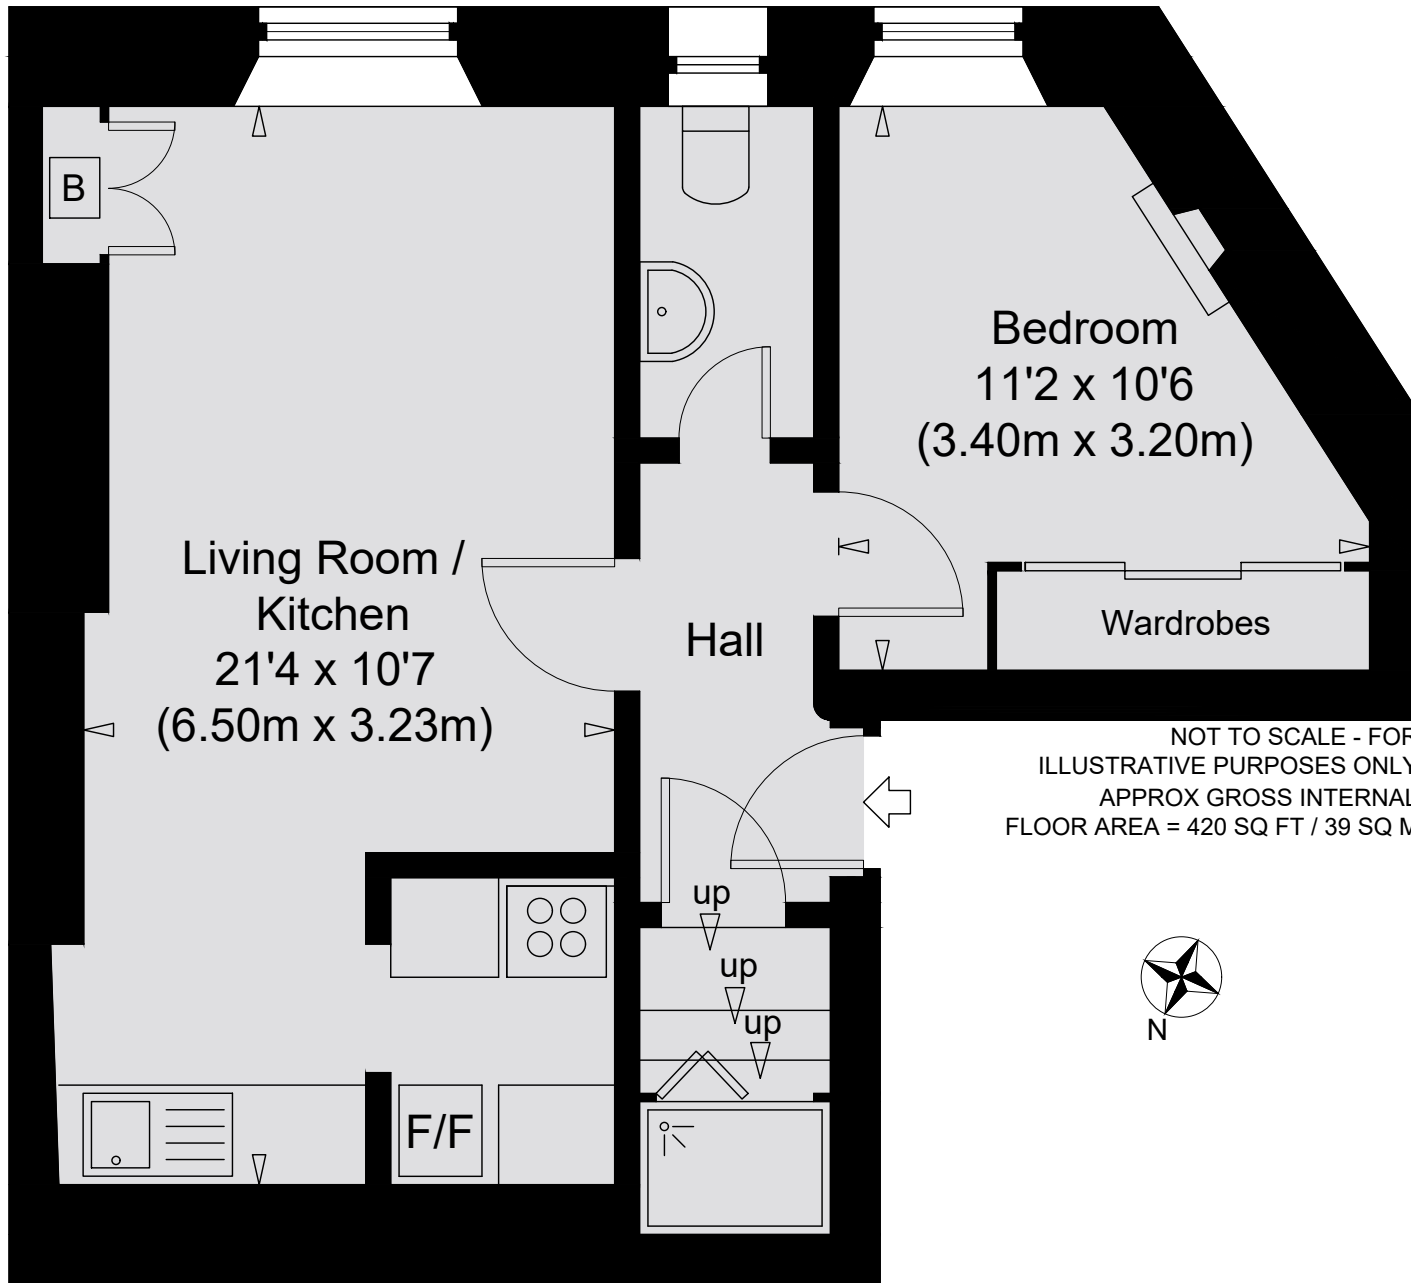 B
Bedroom
11'2 x 10'6
(3.40m x 3.20m)
Living Room /
Kitchen
21'4 x 10'7
(6.50m x 3.23m)
Hall
Wardrobes
NOT TO SCALE - FOR
ILLUSTRATIVE PURPOSES ONLY
APPROX GROSS INTERNAL
FLOOR AREA = 420 SQ FT / 39 SQ M
up
up
up
N
F/F